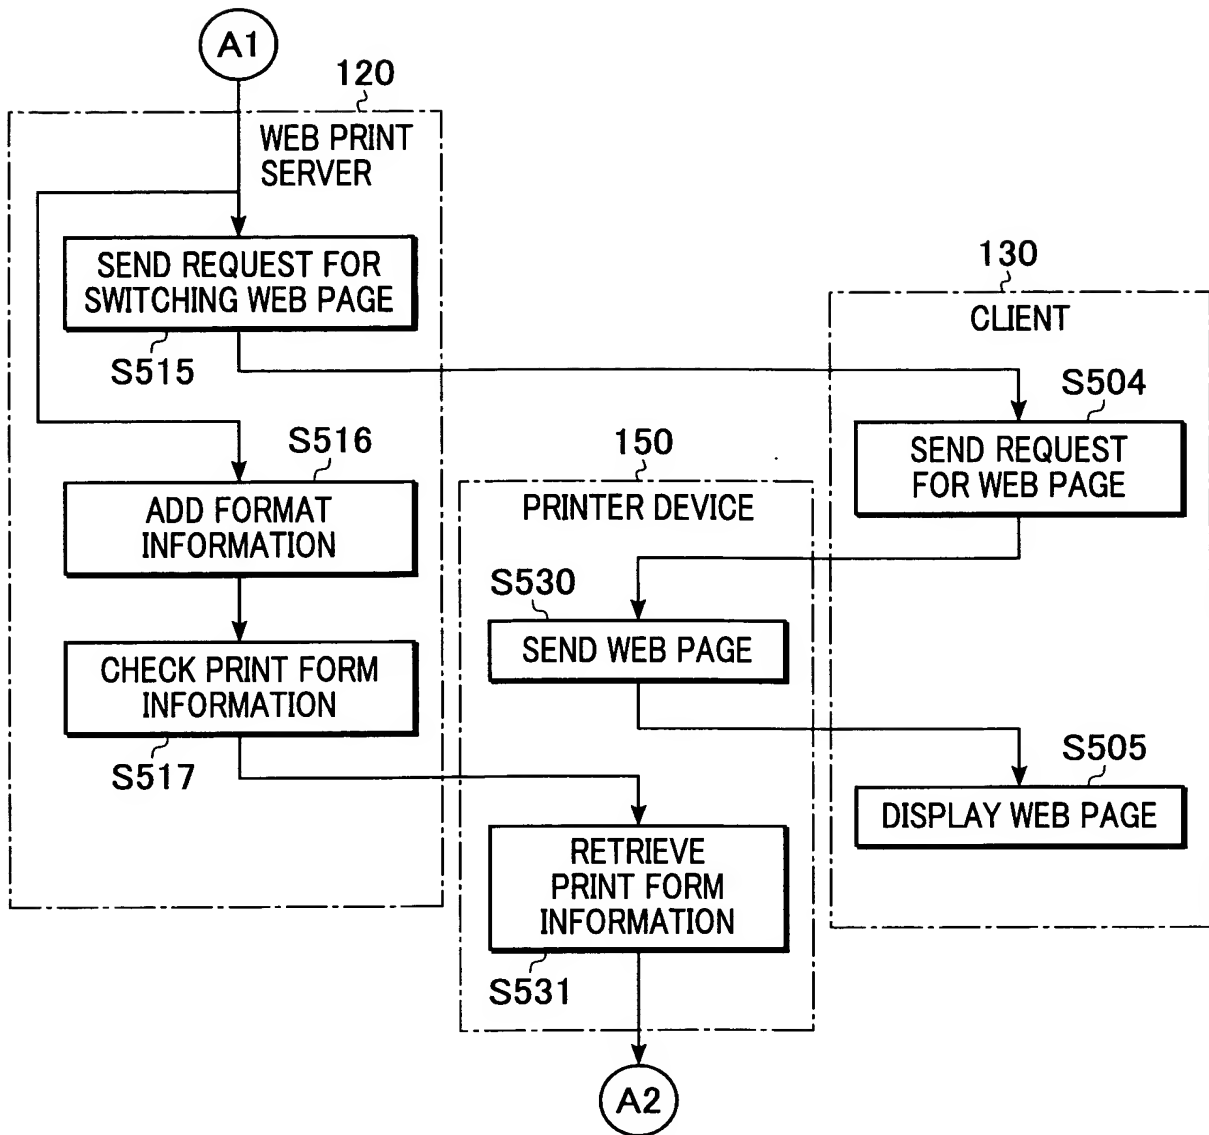 A1
120
WEB PRINT
SERVER
SEND REQUEST FOR
SWITCHING WEB PAGE
S515
130
CLIENT
S504
SEND REQUEST
FOR WEB PAGE
S516
ADD FORMAT
INFORMATION
150
PRINTER DEVICE
S530
SEND WEB PAGE
CHECK PRINT FORM
INFORMATION
S517
S505
DISPLAY WEB PAGE
RETRIEVE
PRINT FORM
INFORMATION
S531
A2